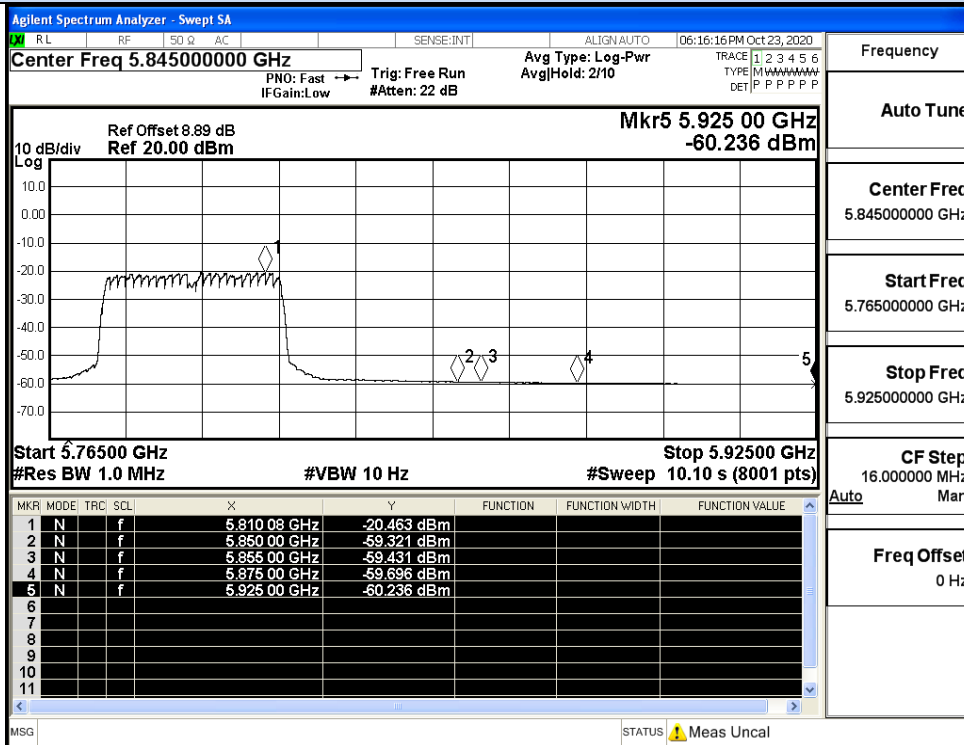 Agilent Spectrum Analyzer - Swept SA
LXI RL RF 50 Ω AC SENSE:INT ALIGN AUTO 06:16:16 PM Oct 23, 2020
Center Freq 5.845000000 GHz
PNO: Fast
IFGain:Low
Trig: Free Run
#Atten: 22 dB
Avg Type: Log-Pwr
Avg|Hold: 2/10
TRACE 1 2 3 4 5 6
TYPE M WWWWW
DET P P P P P P
Mkr5 5.925 00 GHz
-60.236 dBm
Ref Offset 8.89 dB
10 dB/div Ref 20.00 dBm
Log
10.0
0.00
-10.0
-20.0
-30.0
-40.0
-50.0
-60.0
-70.0
1
2
3
4
5
Start 5.76500 GHz Stop 5.92500 GHz
#Res BW 1.0 MHz #VBW 10 Hz #Sweep 10.10 s (8001 pts)
MKR MODE TRC SCL X Y FUNCTION FUNCTION WIDTH FUNCTION VALUE
1 N f 5.810 08 GHz -20.463 dBm
2 N f 5.850 00 GHz -59.321 dBm
3 N f 5.855 00 GHz -59.431 dBm
4 N f 5.875 00 GHz -59.696 dBm
5 N f 5.925 00 GHz -60.236 dBm
6
7
8
9
10
11
MSG STATUS Meas Uncal
Frequency
Auto Tune
Center Freq
5.845000000 GHz
Start Freq
5.765000000 GHz
Stop Freq
5.925000000 GHz
CF Step
16.000000 MHz
Auto Man
Freq Offset
0 Hz